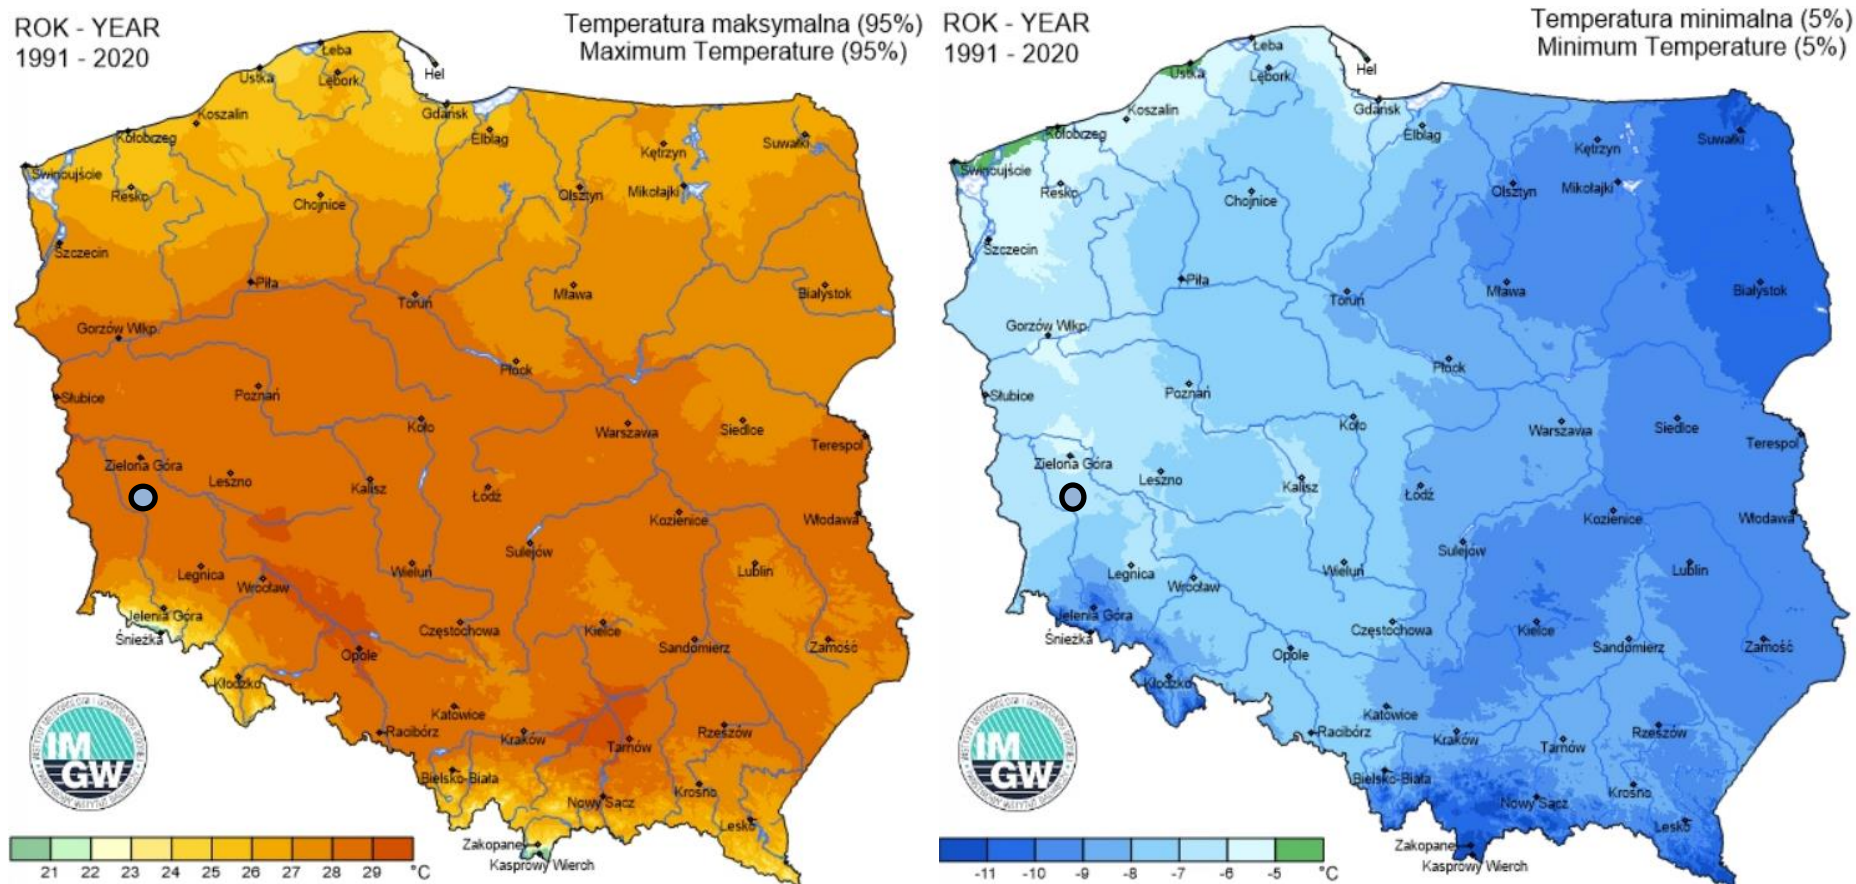 ROK - YEAR
1991 - 2020
Temperatura maksymalna (95%)
Maximum Temperature (95%)
Łeba
Ustka
Lębork
Hel
Koszalin
Gdańsk
Kołobrzeg
Elbląg
Suwałki
Kętrzyn
Świnoujście
Resko
Chojnice
Olsztyn
Mikołajki
Szczecin
Piła
Toruń
Mława
Białystok
Gorzów Wlkp.
Płock
Słubice
Poznań
Koło
Warszawa
Siedlce
Terespol
Zielona Góra
Leszno
Kalisz
Łódź
Kozienice
Włodawa
Sulejów
Legnica
Wrocław
Wieluń
Lublin
Jelenia Góra
Śnieżka
Częstochowa
Kielce
Sandomierz
Zamość
Opole
Kłodzko
Katowice
Racibórz
Kraków
Tarnów
Rzeszów
Bielsko-Biała
Nowy Sącz
Krosno
Lesko
Zakopane
Kasprowy Wierch
IM
GW
21 22 23 24 25 26 27 28 29 °C
ROK - YEAR
1991 - 2020
Temperatura minimalna (5%)
Minimum Temperature (5%)
Łeba
Ustka
Lębork
Hel
Koszalin
Gdańsk
Kołobrzeg
Elbląg
Suwałki
Kętrzyn
Świnoujście
Resko
Chojnice
Olsztyn
Mikołajki
Szczecin
Piła
Toruń
Mława
Białystok
Gorzów Wlkp.
Płock
Słubice
Poznań
Koło
Warszawa
Siedlce
Terespol
Zielona Góra
Leszno
Kalisz
Łódź
Kozienice
Włodawa
Sulejów
Legnica
Wrocław
Wieluń
Lublin
Jelenia Góra
Śnieżka
Częstochowa
Kielce
Sandomierz
Zamość
Opole
Kłodzko
Katowice
Racibórz
Kraków
Tarnów
Rzeszów
Bielsko-Biała
Nowy Sącz
Krosno
Lesko
Zakopane
Kasprowy Wierch
IM
GW
-11 -10 -9 -8 -7 -6 -5 °C